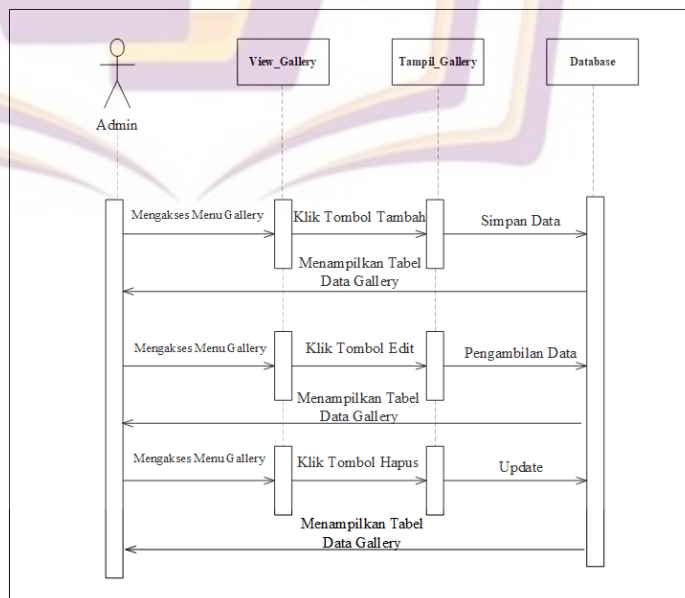 View_Gallery
Tampil_Gallery
Database
Admin
Mengakses Menu Gallery
Klik Tombol Tambah
Simpan Data
Menampilkan Tabel
Data Gallery
Mengakses Menu Gallery
Klik Tombol Edit
Pengambilan Data
Menampilkan Tabel
Data Gallery
Mengakses Menu Gallery
Klik Tombol Hapus
Update
Menampilkan Tabel
Data Gallery